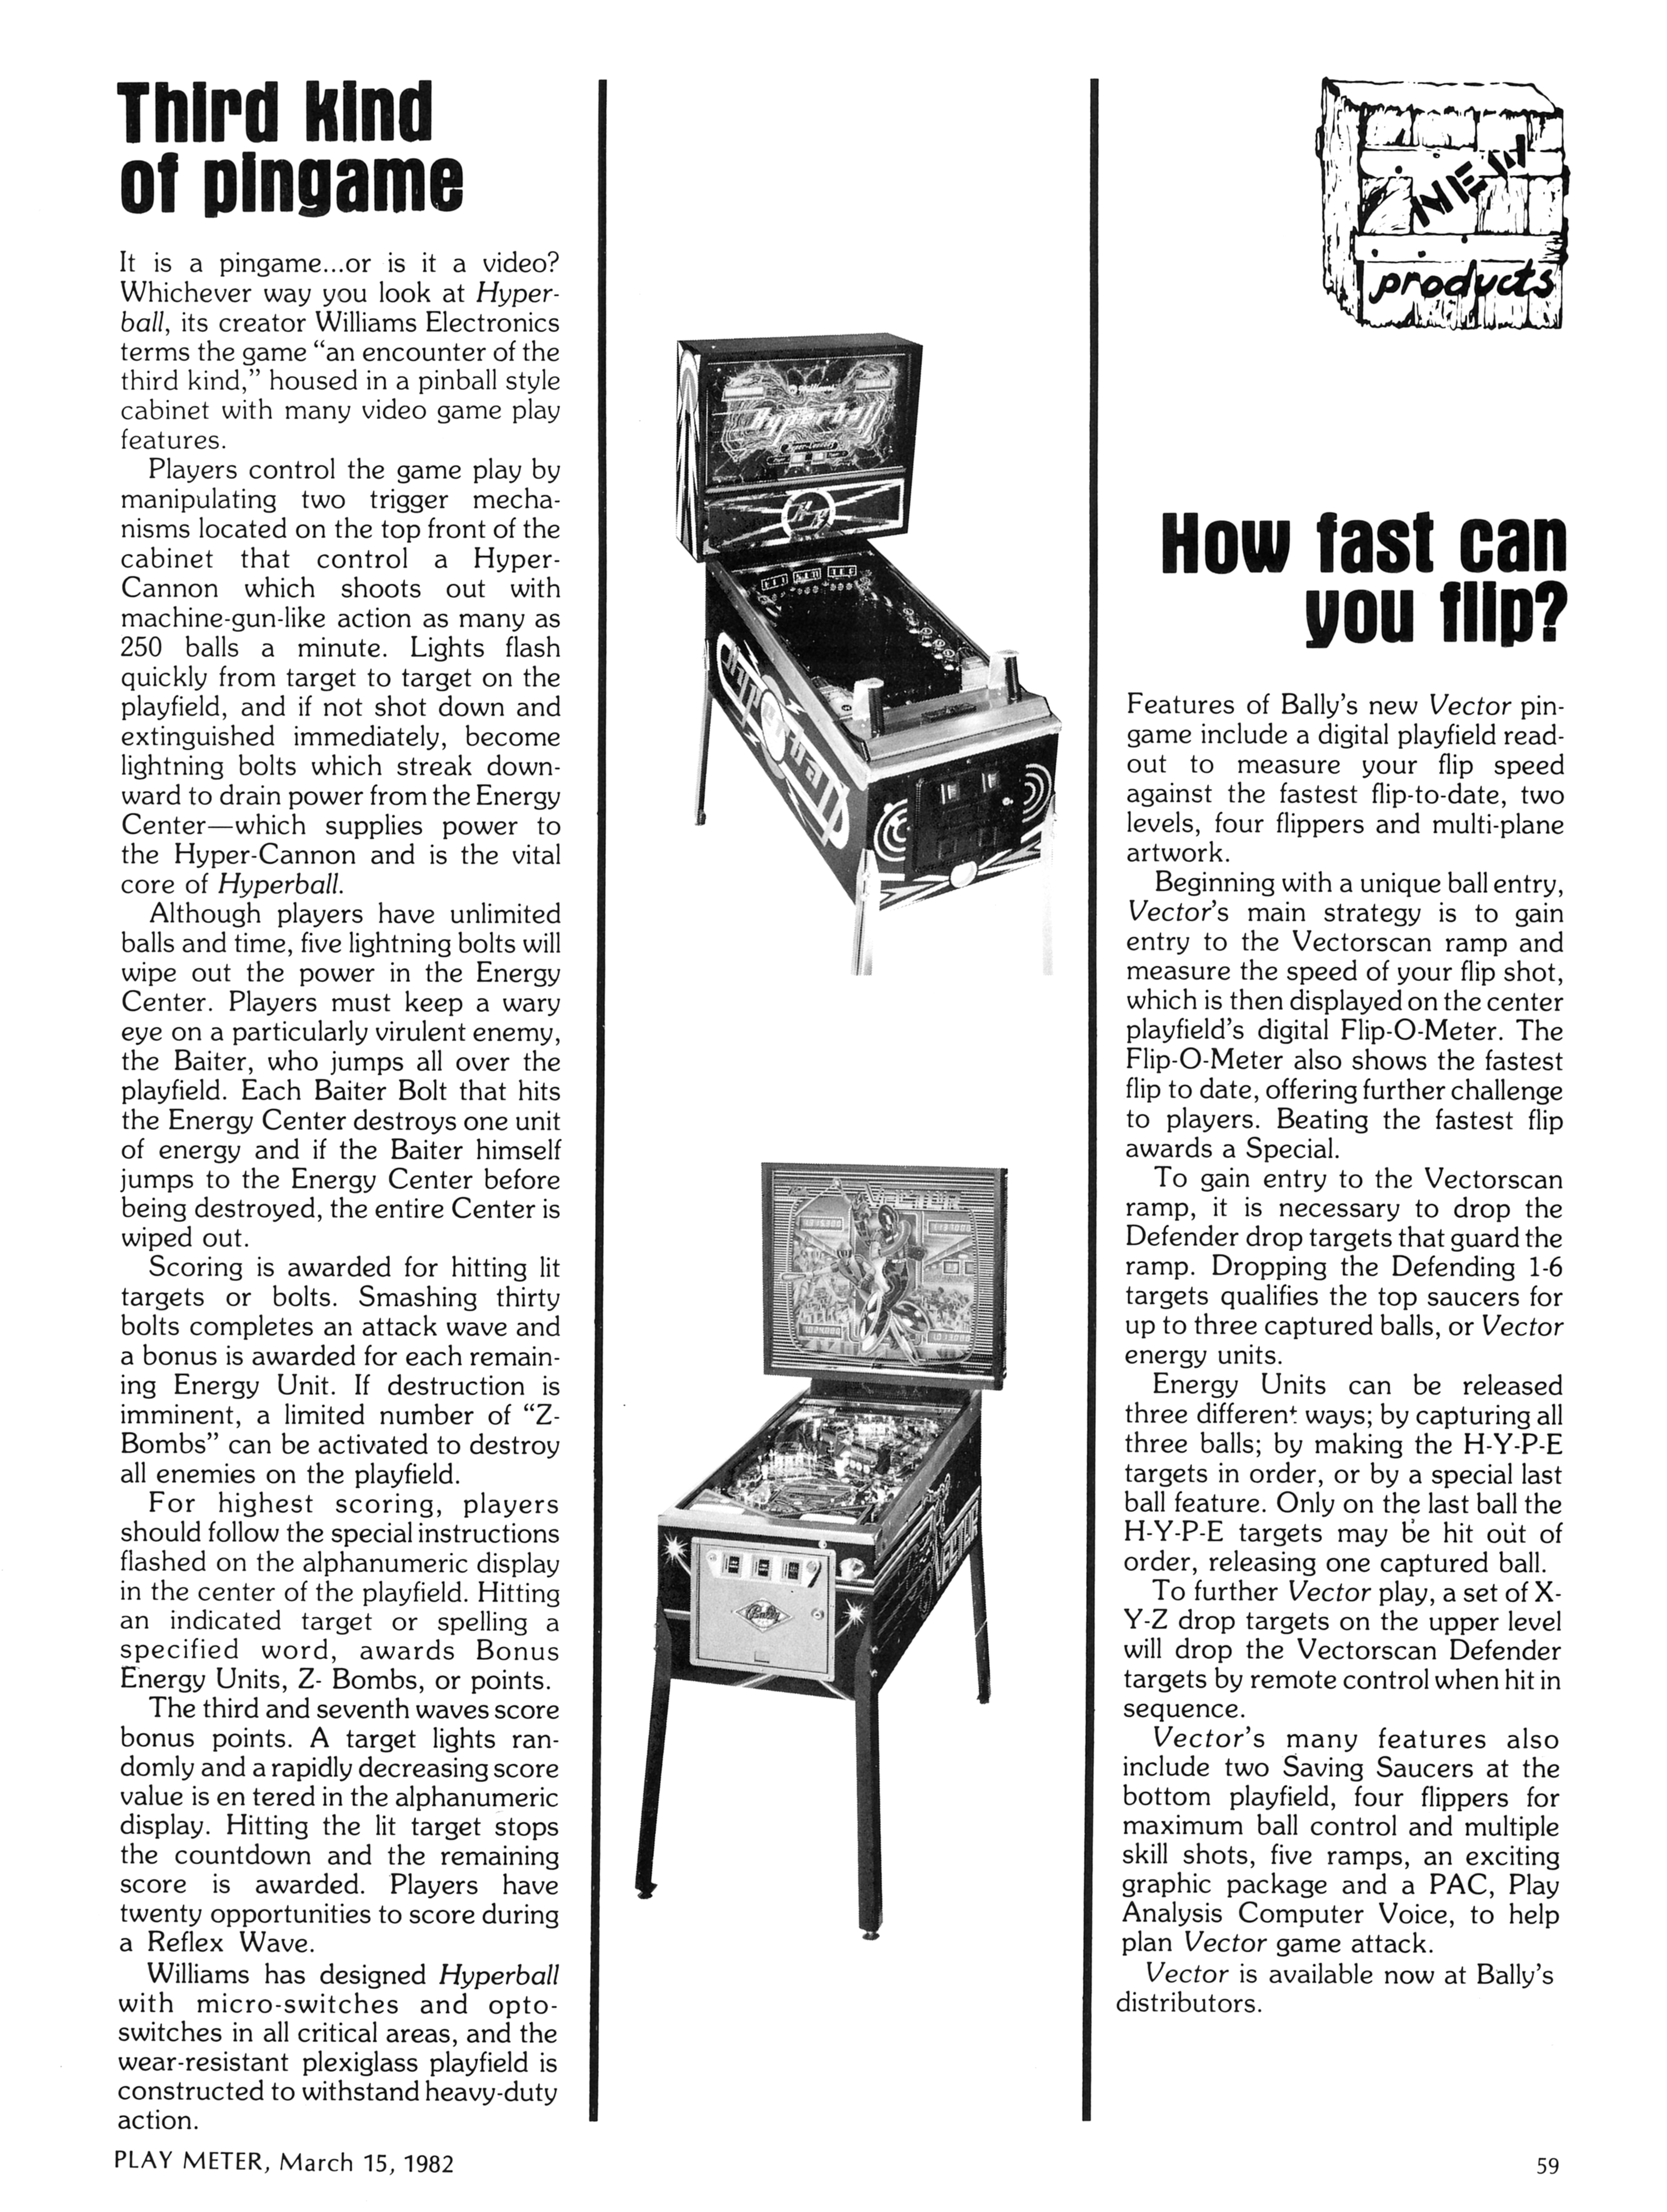 Third kind
of pingame
It is a pingame...or is it a video?
Whichever way you look at Hyper-
ball, its creator Williams Electronics
terms the game “an encounter of the
third kind,” housed in a pinball style
cabinet with many video game play
features.
Players control the game play by
manipulating two trigger mecha-
nisms located on the top front of the
cabinet that control a Hyper-
Cannon which shoots out with
machine-gun-like action as many as
250 balls a minute. Lights flash
quickly from target to target on the
playfield, and if not shot down and
extinguished immediately, become
lightning bolts which streak down-
ward to drain power from the Energy
Center—which supplies power to
the Hyper-Cannon and is the vital
core of Hyperball.
Although players have unlimited
balls and time, five lightning bolts will
wipe out the power in the Energy
Center. Players must keep a wary
eye on a particularly virulent enemy,
the Baiter, who jumps all over the
playfield. Each Baiter Bolt that hits
the Energy Center destroys one unit
of energy and if the Baiter himself
jumps to the Energy Center before
being destroyed, the entire Center is
wiped out.
Scoring is awarded for hitting lit
targets or bolts. Smashing thirty
bolts completes an attack wave and
a bonus is awarded for each remain-
ing Energy Unit. If destruction is
imminent, a limited number of “Z-
Bombs” can be activated to destroy
all enemies on the playfield.
For highest scoring, players
should follow the special instructions
flashed on the alphanumeric display
in the center of the playfield. Hitting
an indicated target or spelling a
specified word, awards Bonus
Energy Units, Z- Bombs, or points.
The third and seventh waves score
bonus points. A target lights ran-
domly and a rapidly decreasing score
value is en tered in the alphanumeric
display. Hitting the lit target stops
the countdown and the remaining
score is awarded. Players have
twenty opportunities to score during
a Reflex Wave.
Williams has designed Hyperball
with micro-switches and opto-
switches in all critical areas, and the
wear-resistant plexiglass playfield is
constructed to withstand heavy-duty
action.
Williams
Hyperball
Hyperball
VECTOR
Bally
VECTOR
NEW
products
How fast can
you flip?
Features of Bally’s new Vector pin-
game include a digital playfield read-
out to measure your flip speed
against the fastest flip-to-date, two
levels, four flippers and multi-plane
artwork.
Beginning with a unique ball entry,
Vector’s main strategy is to gain
entry to the Vectorscan ramp and
measure the speed of your flip shot,
which is then displayed on the center
playfield’s digital Flip-O-Meter. The
Flip-O-Meter also shows the fastest
flip to date, offering further challenge
to players. Beating the fastest flip
awards a Special.
To gain entry to the Vectorscan
ramp, it is necessary to drop the
Defender drop targets that guard the
ramp. Dropping the Defending 1-6
targets qualifies the top saucers for
up to three captured balls, or Vector
energy units.
Energy Units can be released
three different ways; by capturing all
three balls; by making the H-Y-P-E
targets in order, or by a special last
ball feature. Only on the last ball the
H-Y-P-E targets may be hit out of
order, releasing one captured ball.
To further Vector play, a set of X-
Y-Z drop targets on the upper level
will drop the Vectorscan Defender
targets by remote control when hit in
sequence.
Vector’s many features also
include two Saving Saucers at the
bottom playfield, four flippers for
maximum ball control and multiple
skill shots, five ramps, an exciting
graphic package and a PAC, Play
Analysis Computer Voice, to help
plan Vector game attack.
Vector is available now at Bally’s
distributors.
PLAY METER, March 15, 1982
59